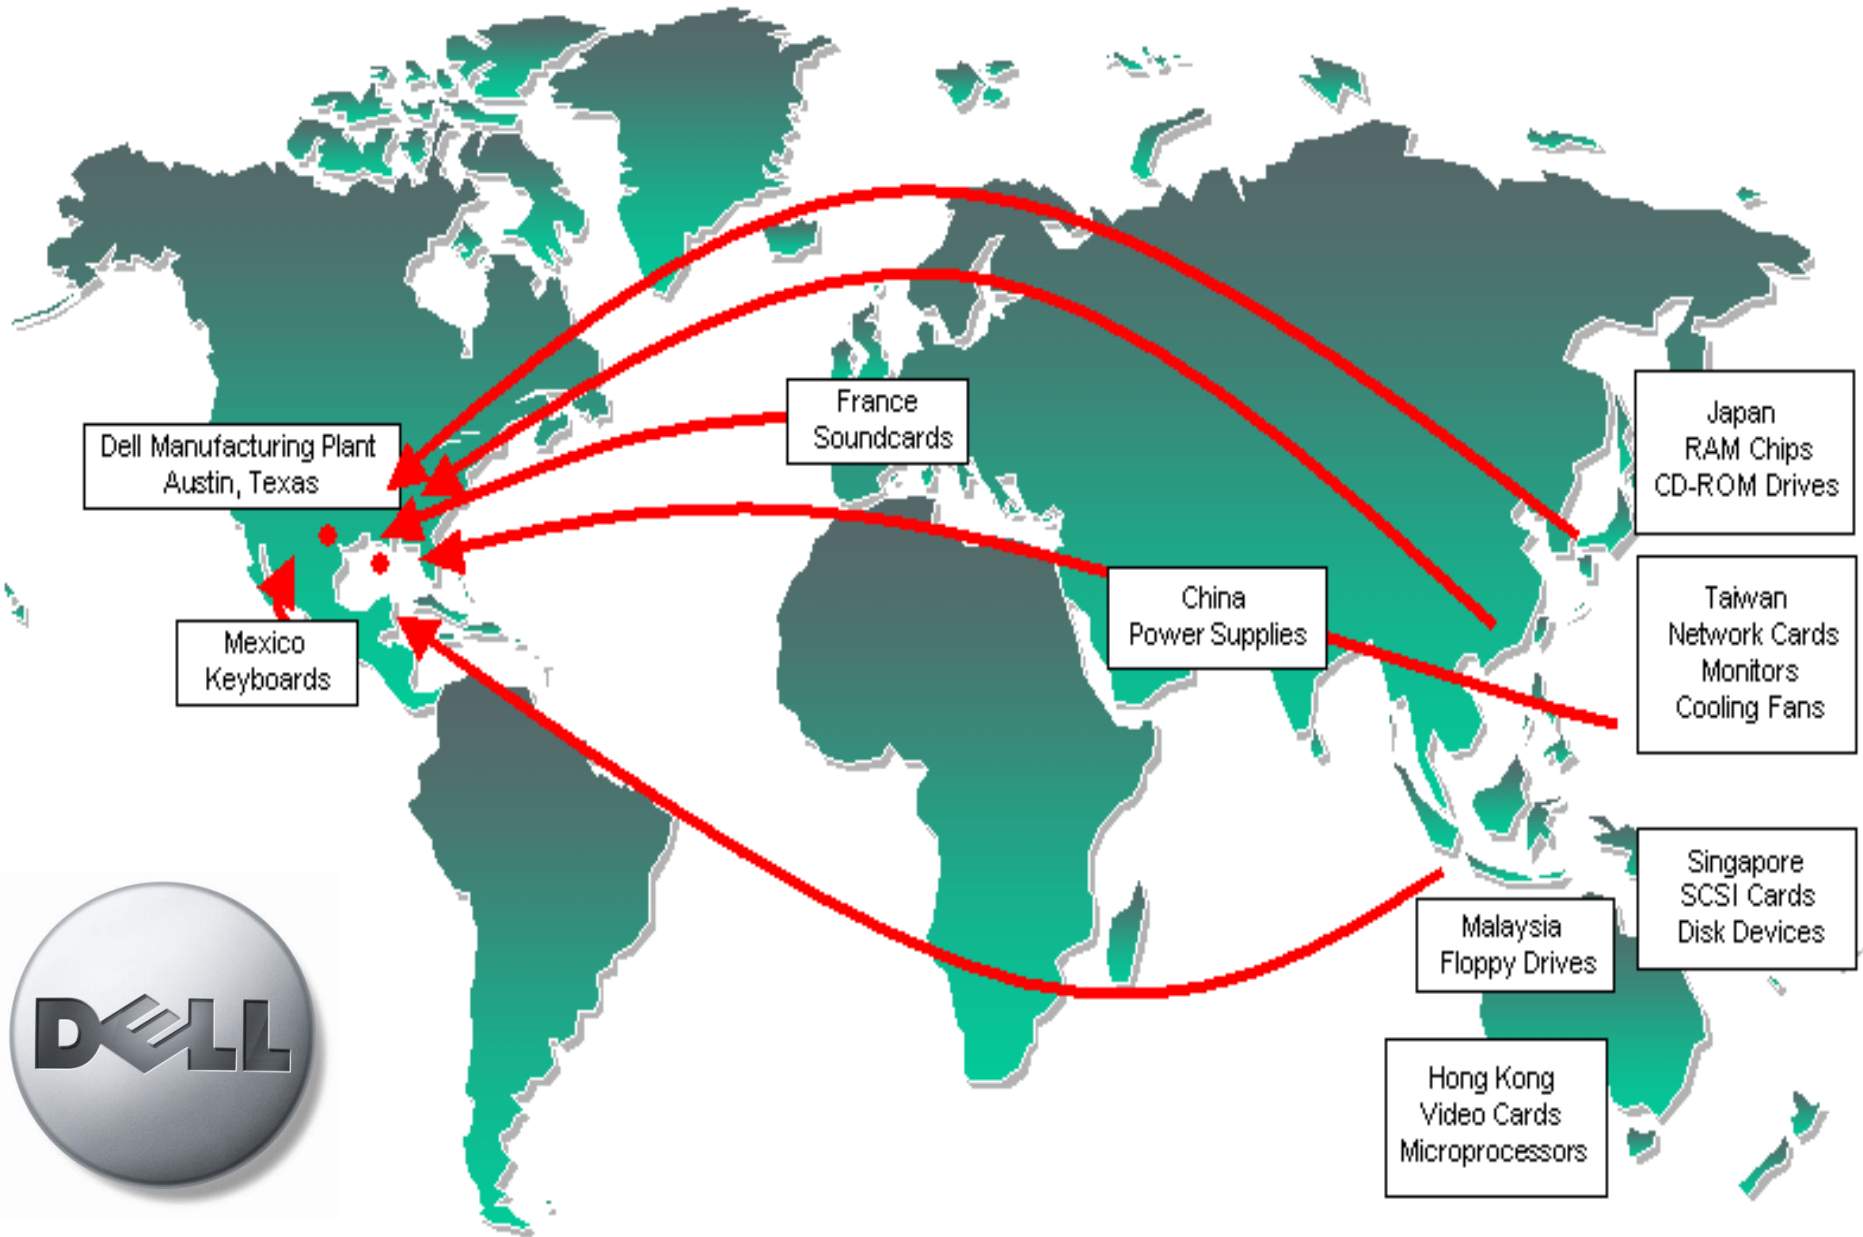 Dell Manufacturing Plant
Austin, Texas
Mexico
Keyboards
France
Soundcards
China
Power Supplies
Japan
RAM Chips
CD-ROM Drives
Taiwan
Network Cards
Monitors
Cooling Fans
Singapore
SCSI Cards
Disk Devices
Malaysia
Floppy Drives
Hong Kong
Video Cards
Microprocessors
DELL